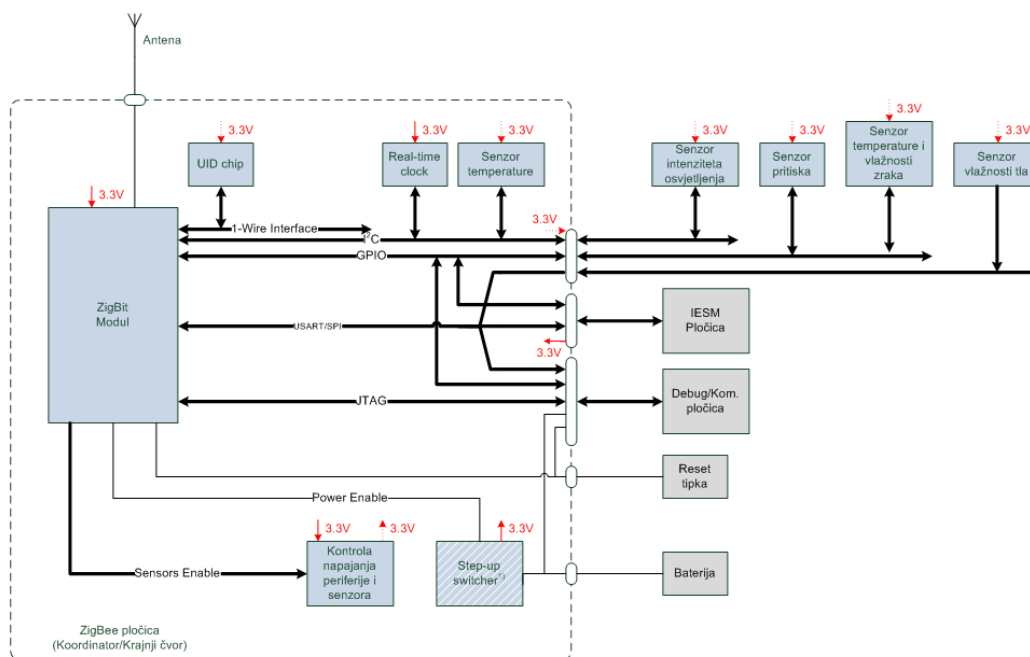 Antena
3.3V
3.3V
3.3V
3.3V
3.3V
3.3V
3.3V
UID chip
Real-time
clock
Senzor
temperature
Senzor
intenziteta
osvjetljenja
Senzor
pritiska
Senzor
temperature i
vlažnosti
zraka
Senzor
vlažnosti tla
3.3V
3.3V
1-Wire Interface
I²C
GPIO
ZigBit
Modul
USART/SPI
3.3V
IESM
Pločica
JTAG
Debug/Kom.
pločica
Reset
tipka
Power Enable
3.3V
3.3V
3.3V
Kontrola
napajanja
periferije i
senzora
Step-up
switcher¹⁾
Sensors Enable
Baterija
ZigBee pločica
(Koordinator/Krajnji čvor)